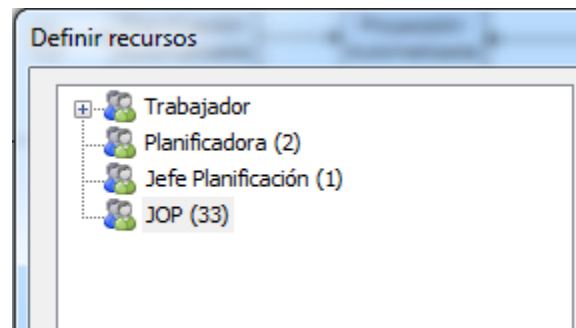 Definir recursos
Trabajador
Planificadora (2)
Jefe Planificación (1)
JOP (33)